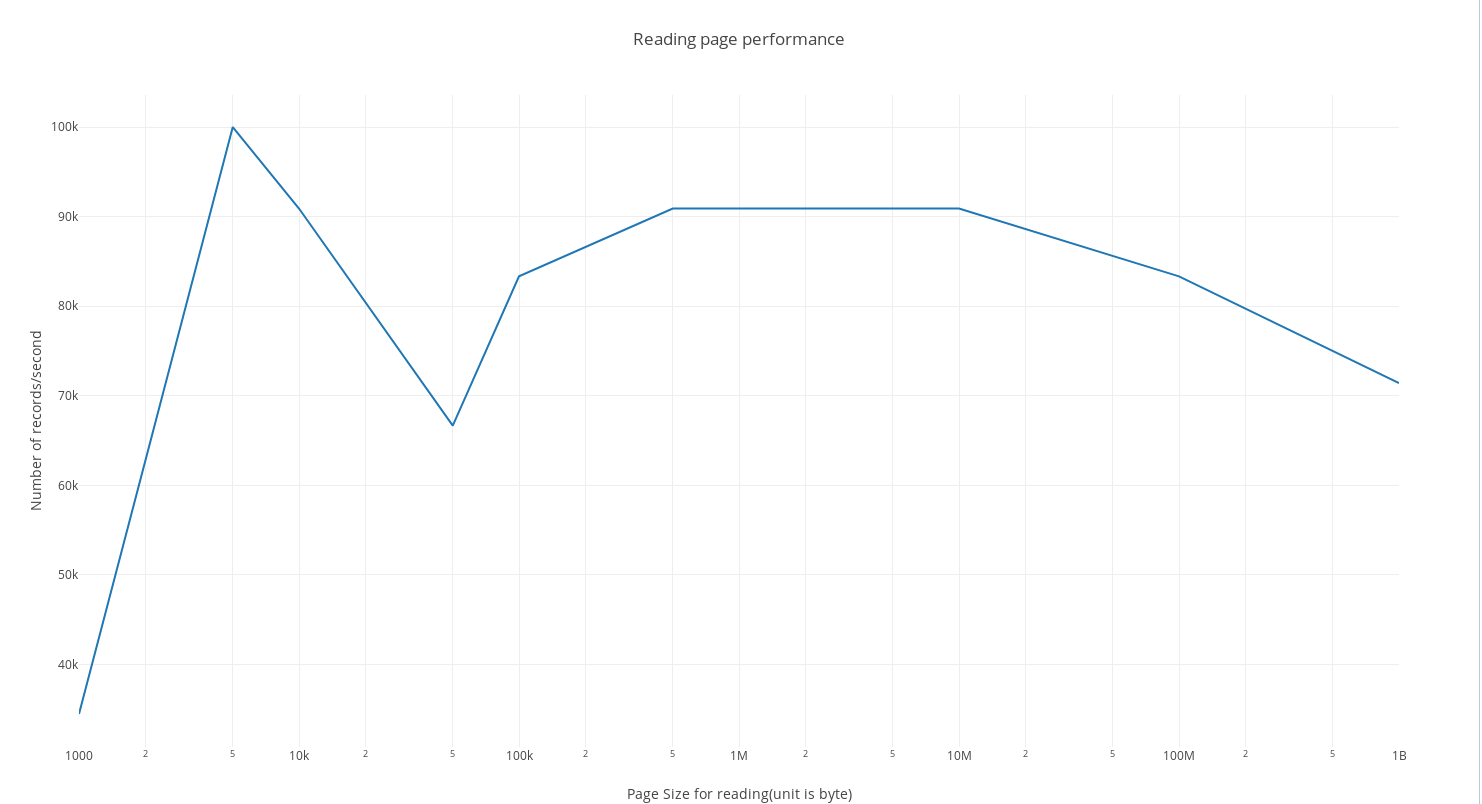 Reading page performance
100k
90k
80k
70k
60k
50k
40k
Number of records/second
1000 2 5 10k 2 5 100k 2 5 1M 2 5 10M 2 5 100M 2 5 1B
Page Size for reading(unit is byte)